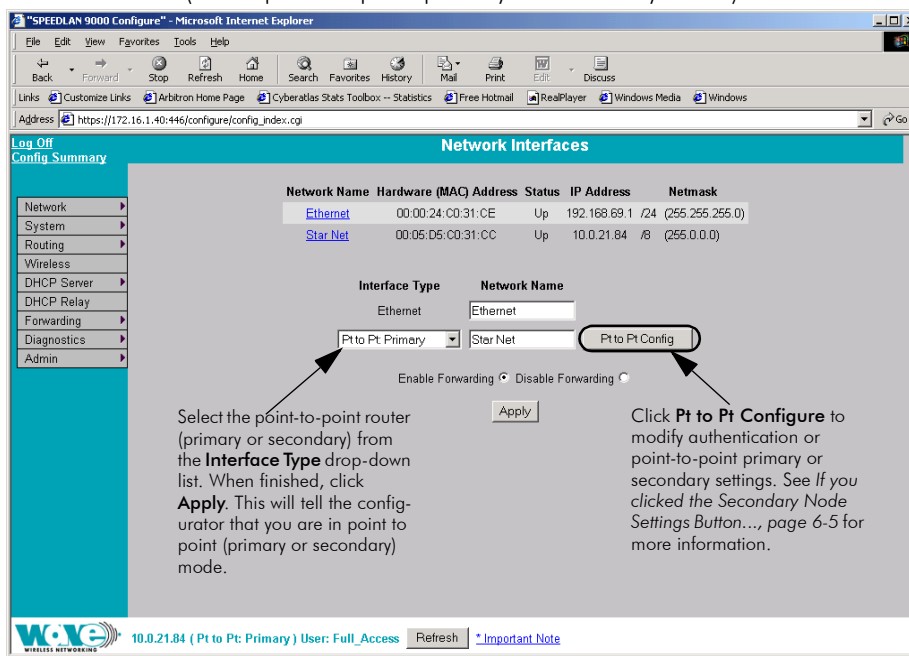 "SPEEDLAN 9000 Configure" - Microsoft Internet Explorer
File Edit View Favorites Tools Help
Back Forward Stop Refresh Home Search Favorites History Mail Print Edit Discuss
Links Customize Links Arbitron Home Page Cyberatlas Stats Toolbox -- Statistics Free Hotmail RealPlayer Windows Media Windows
Address https://172.16.1.40:446/configure/config_index.cgi Go
Log Off
Config Summary
Network Interfaces
Network Name Hardware (MAC) Address Status IP Address Netmask
Ethernet 00:00:24:C0:31:CE Up 192.168.69.1 /24 (255.255.255.0)
Star Net 00:05:D5:C0:31:CC Up 10.0.21.84 /8 (255.0.0.0)
Network
System
Routing
Wireless
DHCP Server
DHCP Relay
Forwarding
Diagnostics
Admin
Interface Type Network Name
Ethernet Ethernet
Pt to Pt: Primary Star Net Pt to Pt Config
Enable Forwarding Disable Forwarding
Apply
Select the point-to-point router
(primary or secondary) from
the Interface Type drop-down
list. When finished, click
Apply. This will tell the config-
urator that you are in point to
point (primary or secondary)
mode.
Click Pt to Pt Configure to
modify authentication or
point-to-point primary or
secondary settings. See If you
clicked the Secondary Node
Settings Button..., page 6-5 for
more information.
WAVE
WIRELESS NETWORKING
10.0.21.84 ( Pt to Pt: Primary ) User: Full_Access Refresh * Important Note